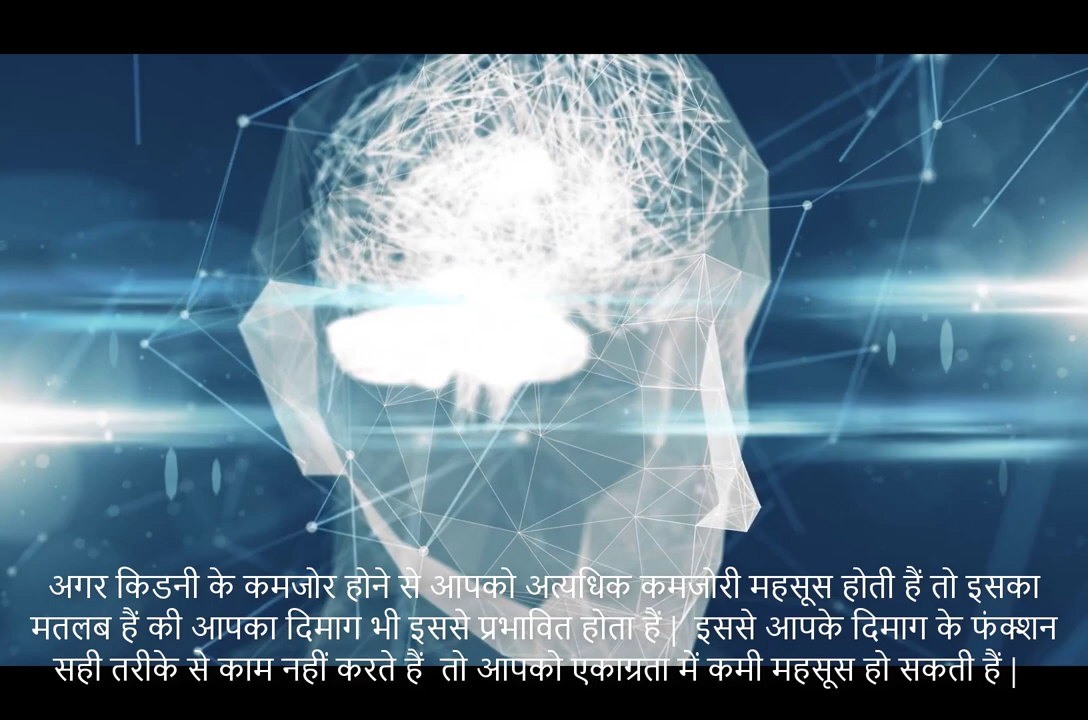 अगर किडनी के कमजोर होने से आपको अत्यधिक कमजोरी महसूस होती हैं तो इसका
मतलब हैं की आपका दिमाग भी इससे प्रभावित होता हैं | इससे आपके दिमाग के फंक्शन
सही तरीके से काम नहीं करते हैं तो आपको एकाग्रता में कमी महसूस हो सकती हैं |